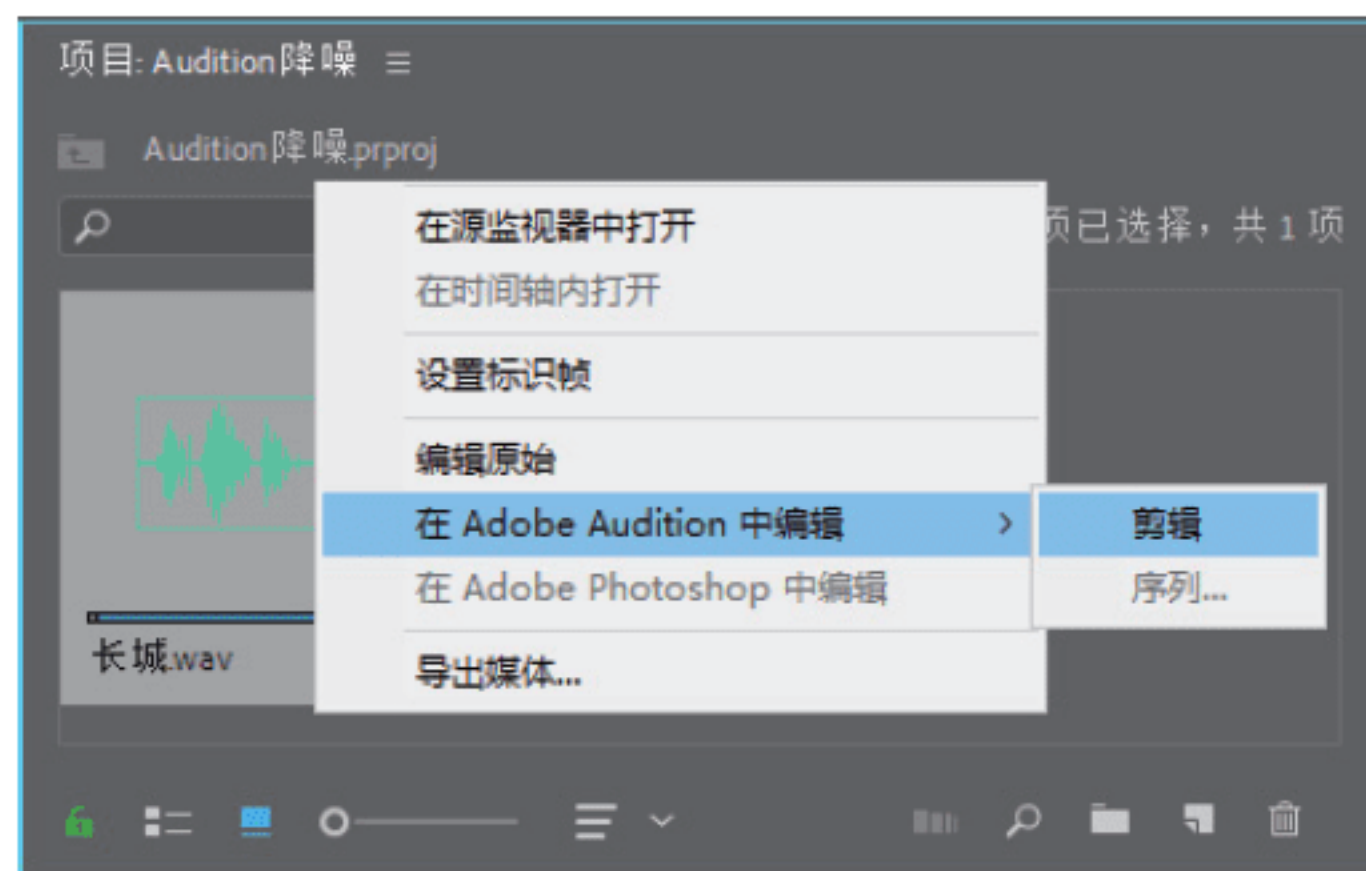 项目: Audition降噪
Audition降噪.prproj
项已选择，共 1 项
在源监视器中打开
在时间轴内打开
设置标识帧
编辑原始
在 Adobe Audition 中编辑
剪辑
在 Adobe Photoshop 中编辑
序列...
长城.wav
导出媒体...